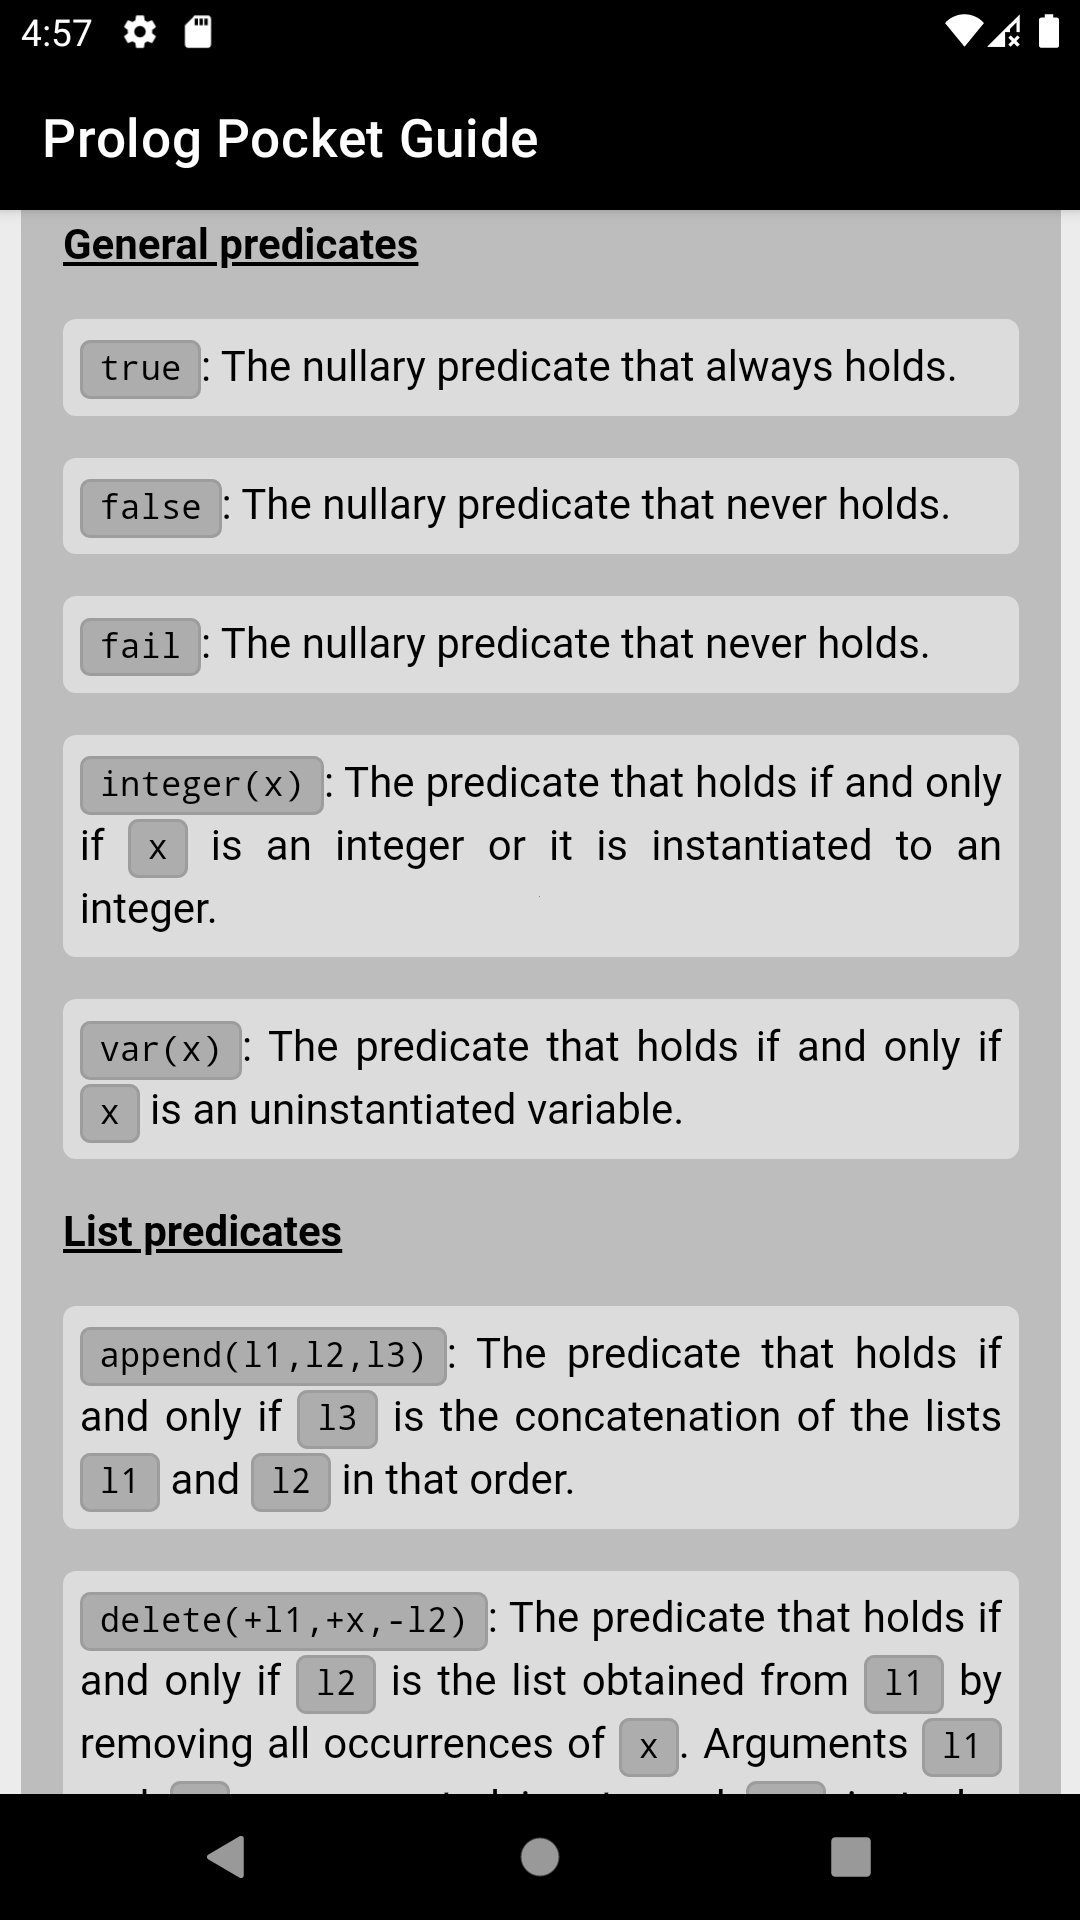 4:57
Prolog Pocket Guide
General predicates
true : The nullary predicate that always holds.
false : The nullary predicate that never holds.
fail : The nullary predicate that never holds.
integer(x) : The predicate that holds if and only
if x is an integer or it is instantiated to an
integer.
var(x) : The predicate that holds if and only if
x is an uninstantiated variable.
List predicates
append(l1,l2,l3) : The predicate that holds if
and only if l3 is the concatenation of the lists
l1 and l2 in that order.
delete(+l1,+x,-l2) : The predicate that holds if
and only if l2 is the list obtained from l1 by
removing all occurrences of x . Arguments l1